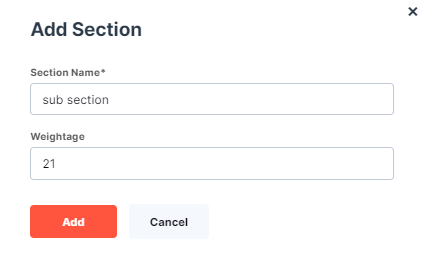 ×
Add Section
Section Name*
sub section
Weightage
21
Add
Cancel